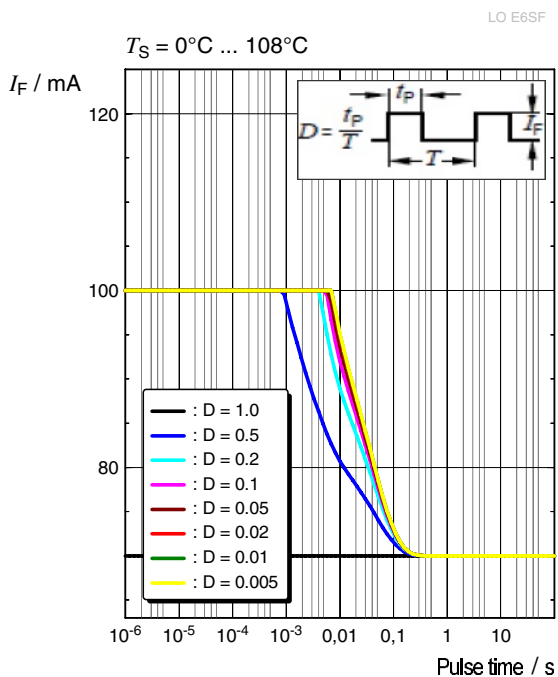 LO E6SF
T_S = 0°C ... 108°C
I_F / mA
D = t_P / T
t_P
T
I_F
120
100
80
: D = 1.0
: D = 0.5
: D = 0.2
: D = 0.1
: D = 0.05
: D = 0.02
: D = 0.01
: D = 0.005
10^-6 10^-5 10^-4 10^-3 0,01 0,1 1 10
Pulse time / s